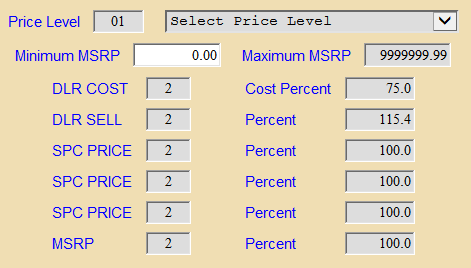 Price Level 01 Select Price Level
Minimum MSRP 0.00 Maximum MSRP 9999999.99
DLR COST 2 Cost Percent 75.0
DLR SELL 2 Percent 115.4
SPC PRICE 2 Percent 100.0
SPC PRICE 2 Percent 100.0
SPC PRICE 2 Percent 100.0
MSRP 2 Percent 100.0